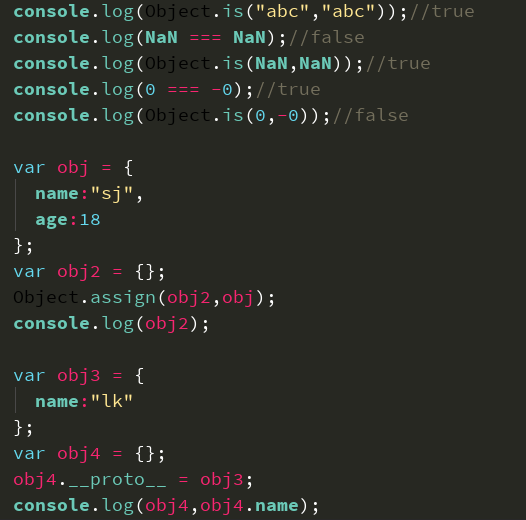 console.log(Object.is("abc","abc"));//true
console.log(NaN === NaN);//false
console.log(Object.is(NaN,NaN));//true
console.log(0 === -0);//true
console.log(Object.is(0,-0));//false

var obj = {
  name:"sj",
  age:18
};
var obj2 = {};
Object.assign(obj2,obj);
console.log(obj2);

var obj3 = {
  name:"lk"
};
var obj4 = {};
obj4.__proto__ = obj3;
console.log(obj4,obj4.name);